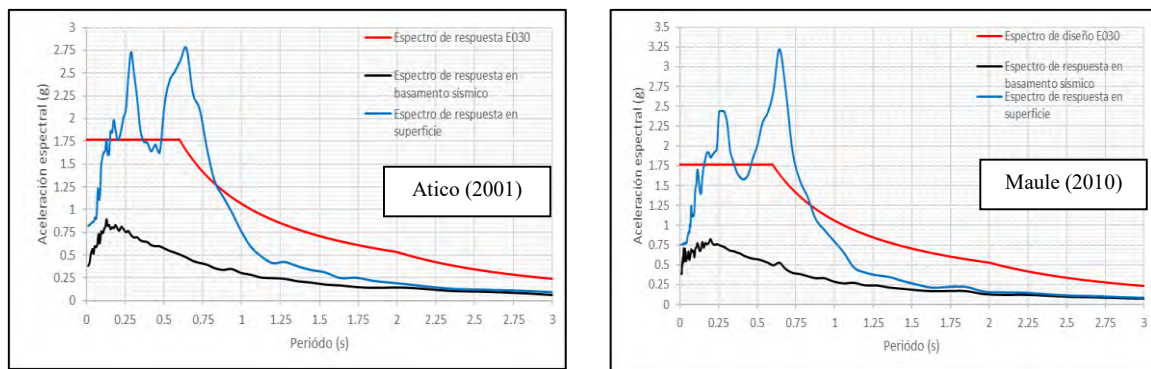 3
2.75
2.5
2.25
2
1.75
1.5
1.25
1
0.75
0.5
0.25
0
Aceleración espectral (g)
Espectro de respuesta E030
Espectro de respuesta en
basamento sísmico
Espectro de respuesta en
superficie
Atico (2001)
0 0.25 0.5 0.75 1 1.25 1.5 1.75 2 2.25 2.5 2.75 3
Periódo (s)
3.5
3.25
3
2.75
2.5
2.25
2
1.75
1.5
1.25
1
0.75
0.5
0.25
0
Aceleración espectral (g)
Espectro de diseño E030
Espectro de respuesta en
basamento sísmico
Espectro de respuesta en
superficie
Maule (2010)
0 0.25 0.5 0.75 1 1.25 1.5 1.75 2 2.25 2.5 2.75 3
Periódo (s)